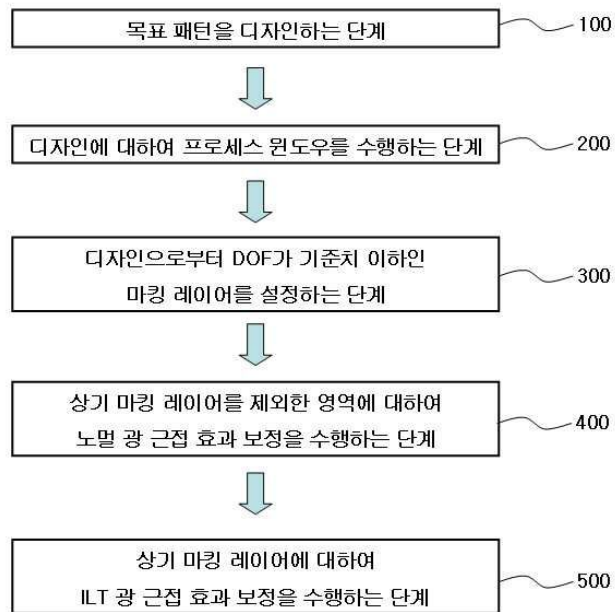 목표 패턴을 디자인하는 단계
100
디자인에 대하여 프로세스 윈도우를 수행하는 단계
200
디자인으로부터 DOF가 기준치 이하인
마킹 레이어를 설정하는 단계
300
상기 마킹 레이어를 제외한 영역에 대하여
노멀 광 근접 효과 보정을 수행하는 단계
400
상기 마킹 레이어에 대하여
ILT 광 근접 효과 보정을 수행하는 단계
500